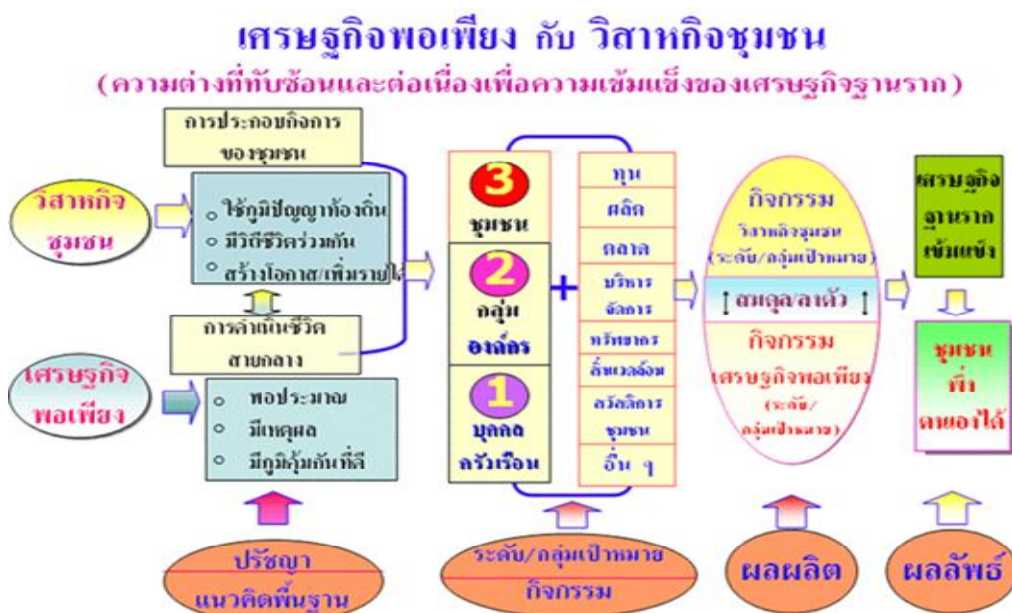 เศรษฐกิจพอเพียง กับ วิสาหกิจชุมชน
(ความต่างที่ทับซ้อนและต่อเนื่องเพื่อความเข้มแข็งของเศรษฐกิจฐานราก)
การประกอบกิจการ
ของชุมชน
วิสาหกิจ
ชุมชน
ใช้ภูมิปัญญาท้องถิ่น
มีวิถีชีวิตร่วมกัน
สร้างโอกาส/เพิ่มรายได้
การดำเนินชีวิต
สายกลาง
เศรษฐกิจ
พอเพียง
พอประมาณ
มีเหตุผล
มีภูมิคุ้มกันที่ดี
3
ชุมชน
2
กลุ่ม
องค์กร
1
บุคคล
ครัวเรือน
+
ทุน
ผลิต
ตลาด
บริหาร
จัดการ
ทรัพยากร
สิ่งแวดล้อม
สวัสดิการ
ชุมชน
อื่น ๆ
กิจกรรม
วิสาหกิจชุมชน
(ระดับ/กลุ่มเป้าหมาย)
สมดุล/ลาตัว
กิจกรรม
เศรษฐกิจพอเพียง
(ระดับ/
กลุ่มเป้าหมาย)
เศรษฐกิจ
ฐานราก
เข้มแข็ง
ชุมชน
พึ่ง
ตนเองได้
ปรัชญา
แนวคิดพื้นฐาน
ระดับ/กลุ่มเป้าหมาย
กิจกรรม
ผลผลิต
ผลลัพธ์